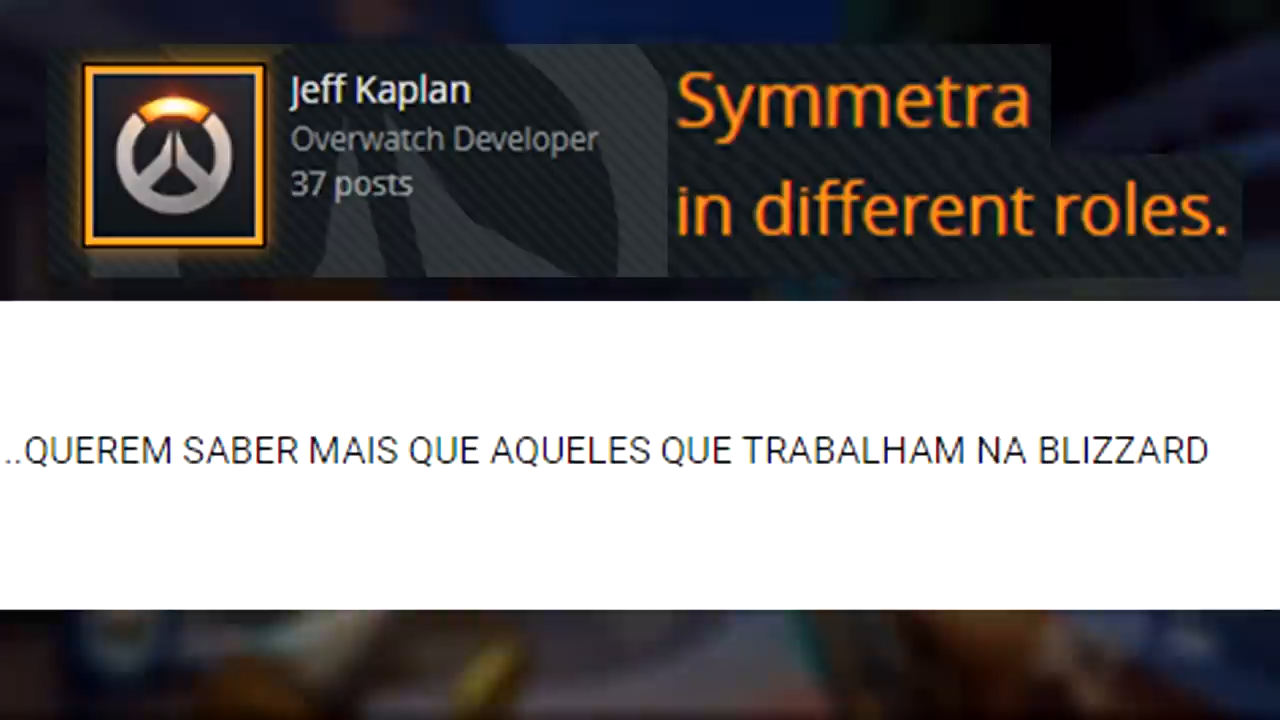 Jeff Kaplan
Overwatch Developer
37 posts
Symmetra
in different roles.
..QUEREM SABER MAIS QUE AQUELES QUE TRABALHAM NA BLIZZARD